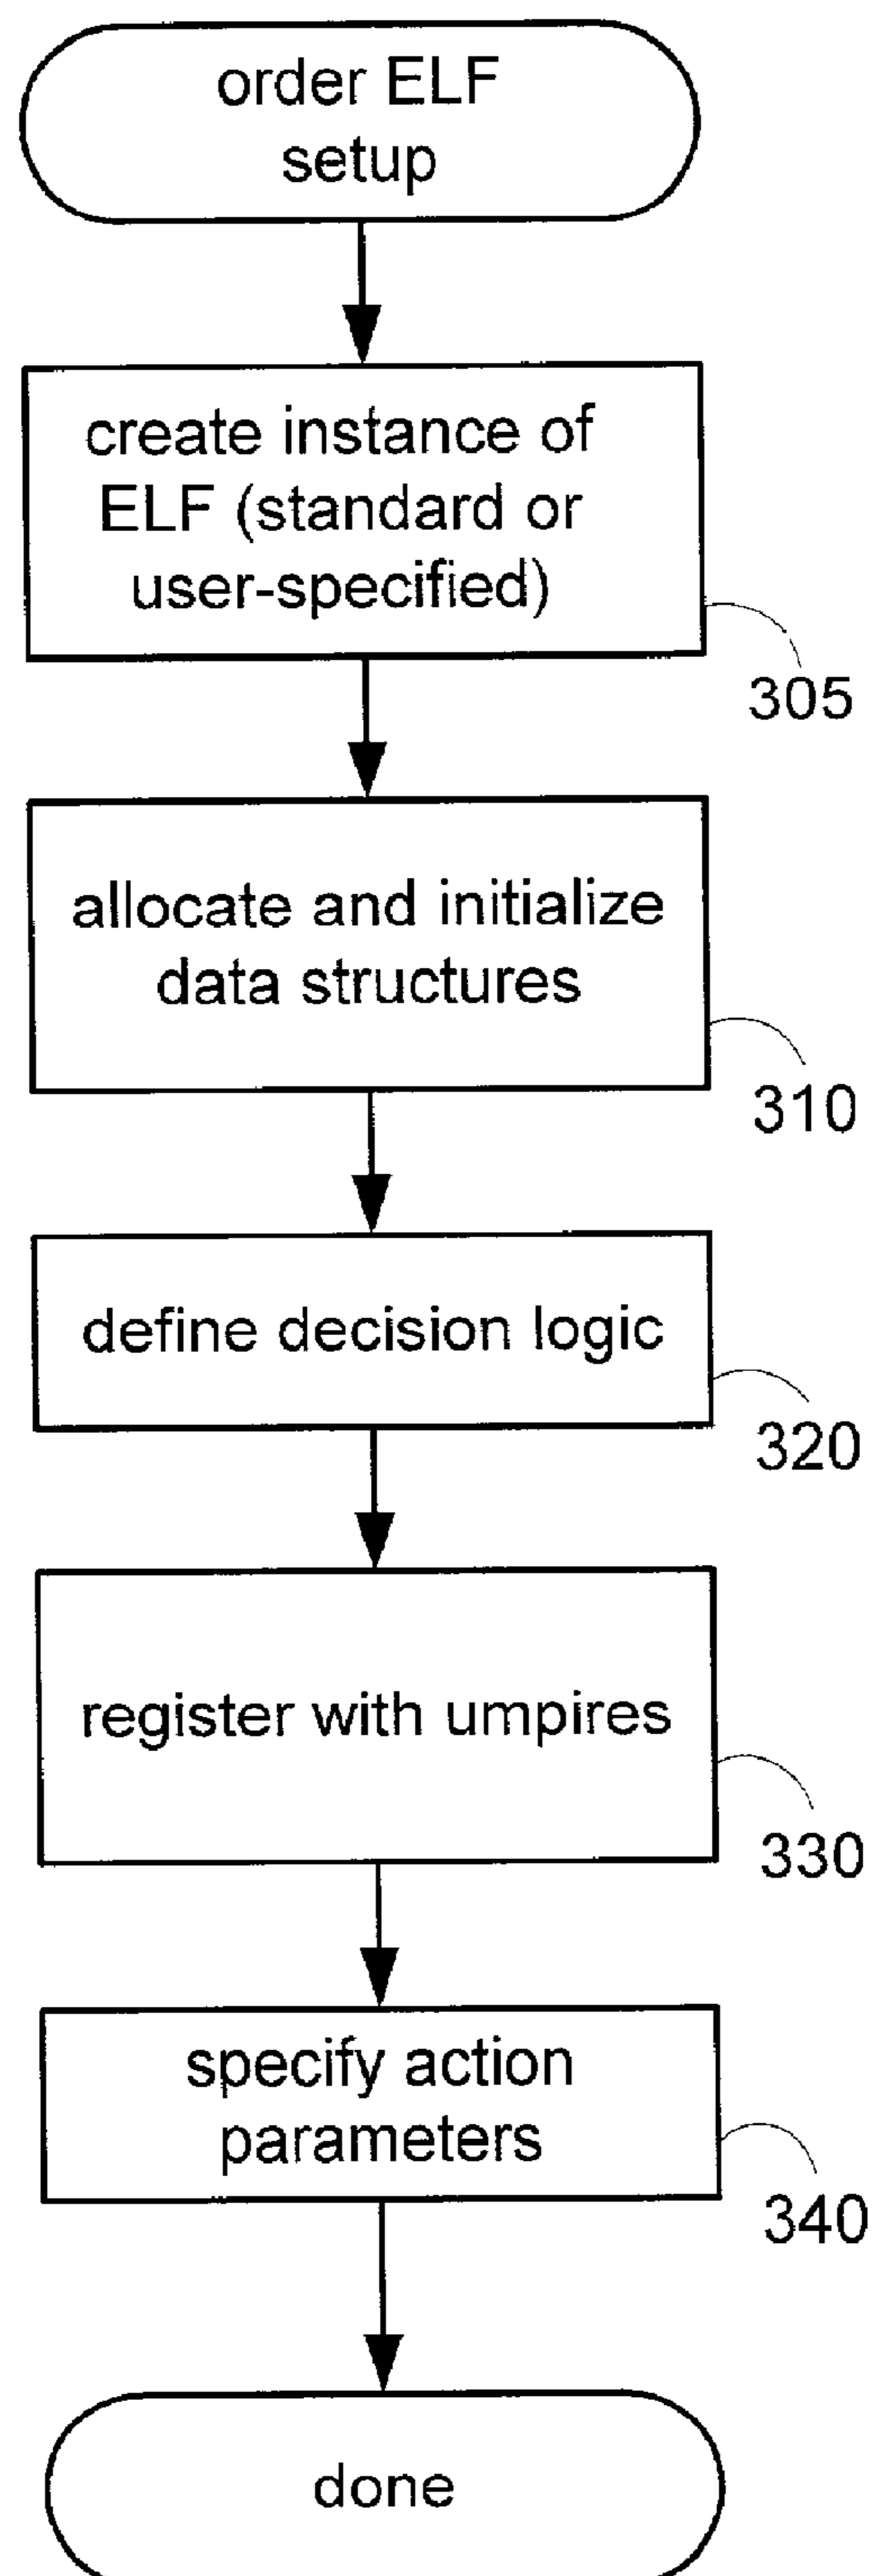 order ELF
setup
create instance of
ELF (standard or
user-specified)
305
allocate and initialize
data structures
310
define decision logic
320
register with umpires
330
specify action
parameters
340
done